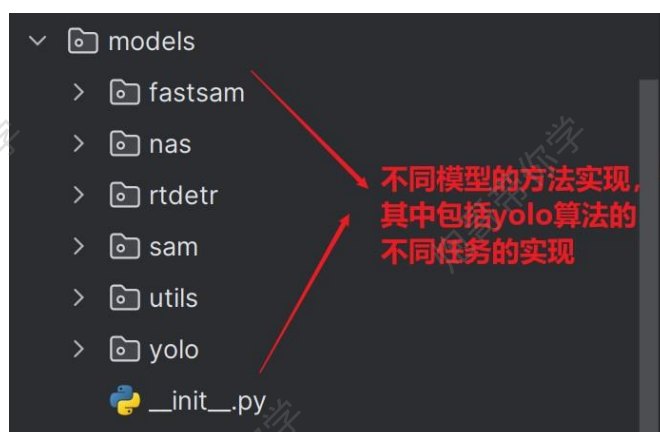 models
fastsam
nas
rtdetr
sam
utils
yolo
__init__.py
不同模型的方法实现，
其中包括yolo算法的
不同任务的实现